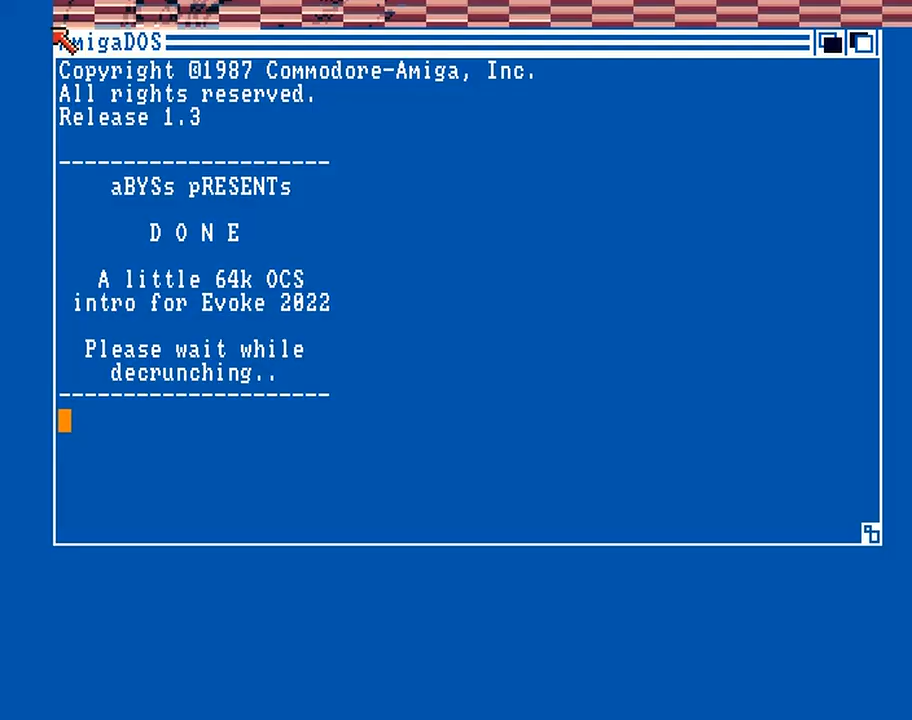 AmigaDOS
Copyright ©1987 Commodore-Amiga, Inc.
All rights reserved.
Release 1.3
---------------------
aBYSs pRESENTs
D O N E
A little 64k OCS
intro for Evoke 2022
Please wait while
decrunching..
---------------------